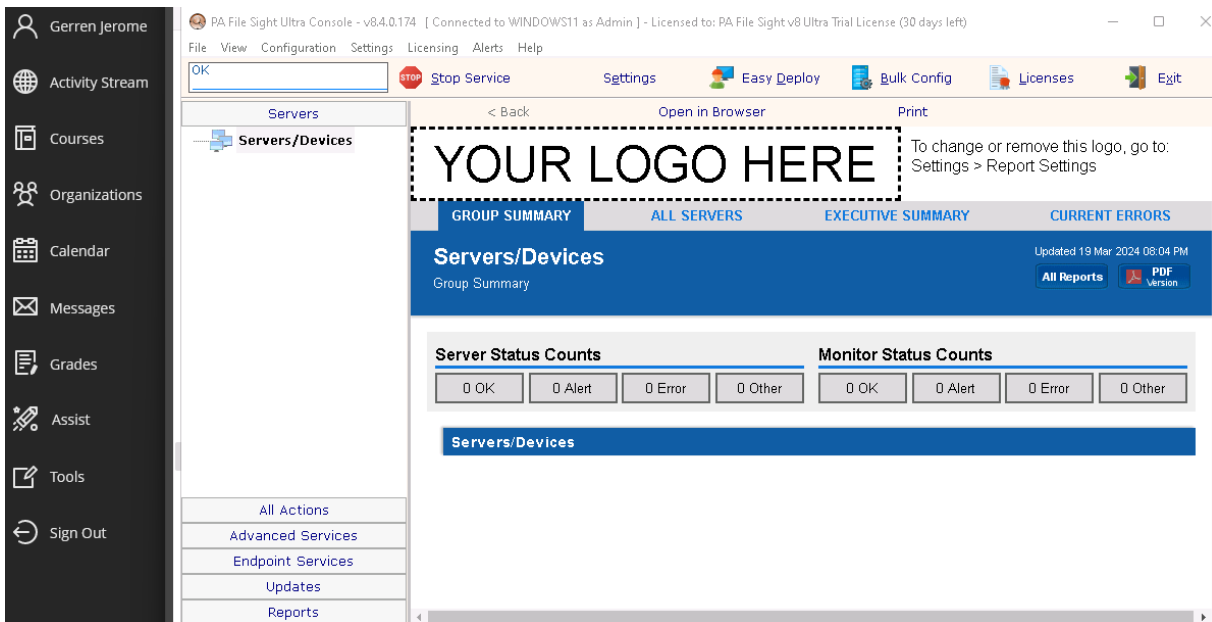 Gerren Jerome
Activity Stream
Courses
Organizations
Calendar
Messages
Grades
Assist
Tools
Sign Out
PA File Sight Ultra Console - v8.4.0.174 [ Connected to WINDOWS11 as Admin ] - Licensed to: PA File Sight v8 Ultra Trial License (30 days left)
File View Configuration Settings Licensing Alerts Help
OK
STOP Stop Service Settings Easy Deploy Bulk Config Licenses Exit
Servers
Servers/Devices
All Actions
Advanced Services
Endpoint Services
Updates
Reports
< Back Open in Browser Print
YOUR LOGO HERE
To change or remove this logo, go to:
Settings > Report Settings
GROUP SUMMARY ALL SERVERS EXECUTIVE SUMMARY CURRENT ERRORS
Servers/Devices
Group Summary
Updated 19 Mar 2024 08:04 PM
All Reports PDF Version
Server Status Counts
0 OK 0 Alert 0 Error 0 Other
Monitor Status Counts
0 OK 0 Alert 0 Error 0 Other
Servers/Devices